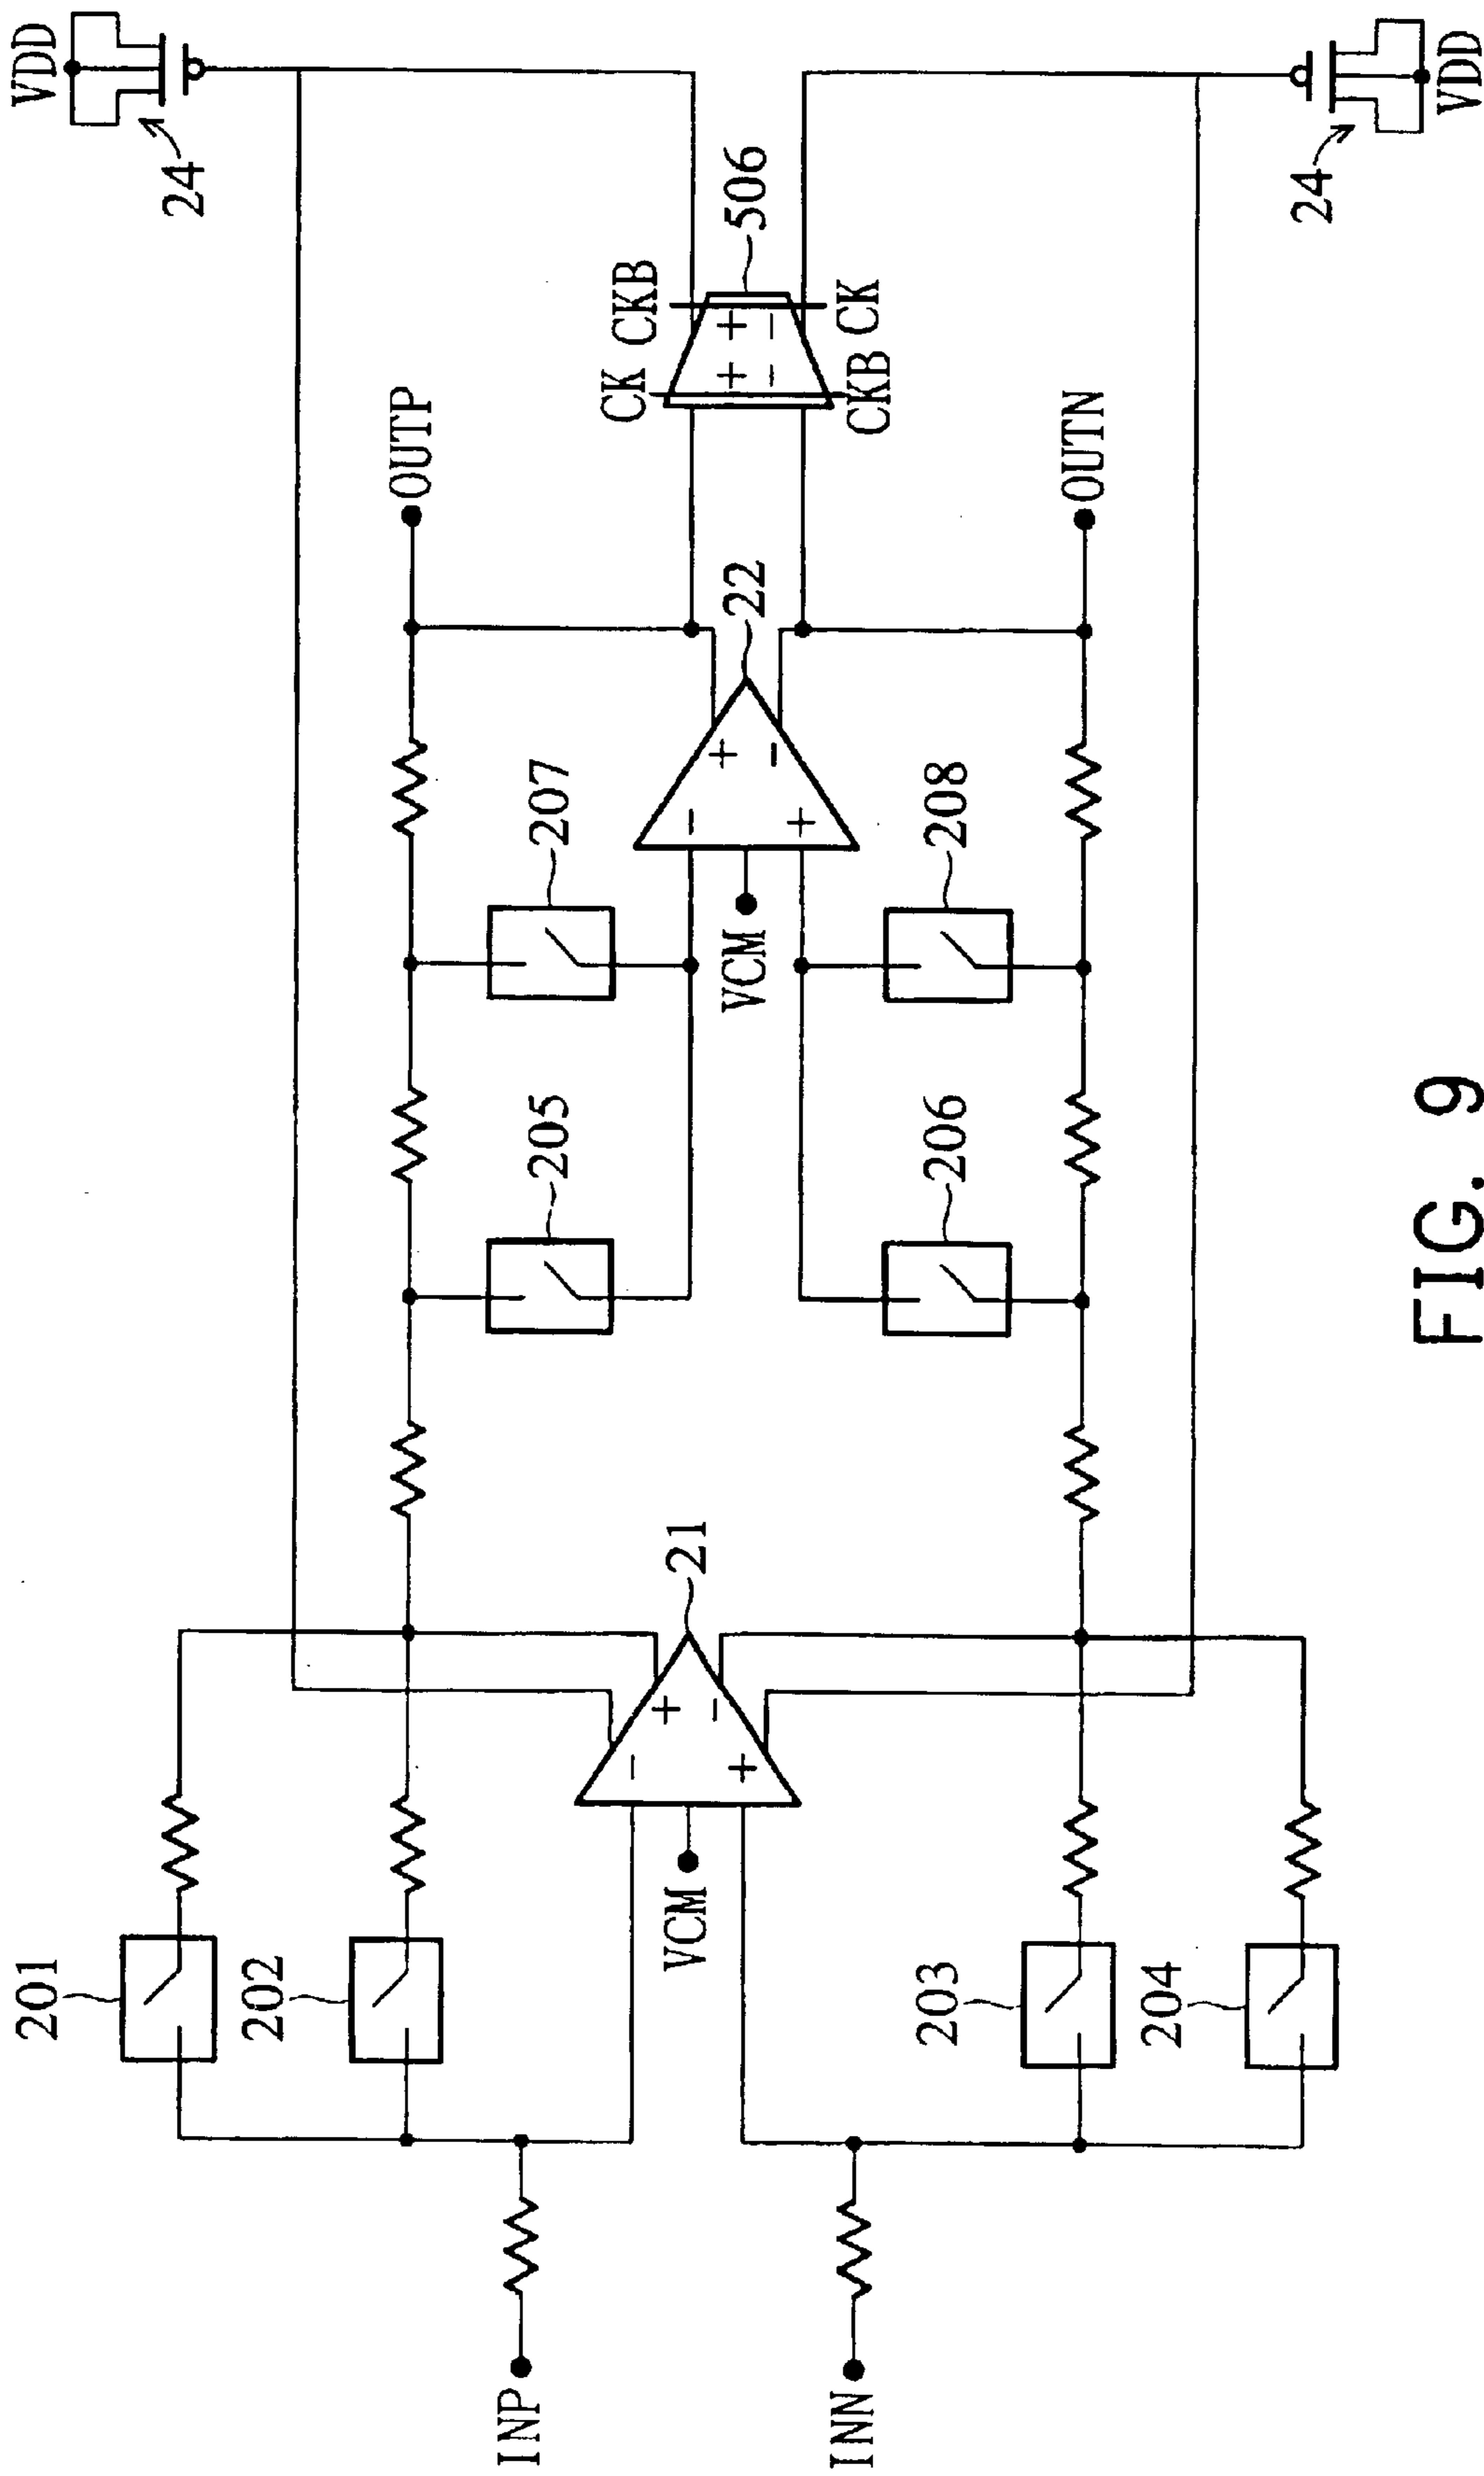 VDD
24
201
202
205
207
OUTP
CK
CKB
506
INP
VCM
21
-
+
-
+
VCM
22
-
+
-
+
+
+
-
-
CKB
CK
INN
203
204
206
208
OUTN
24
VDD
FIG. 9